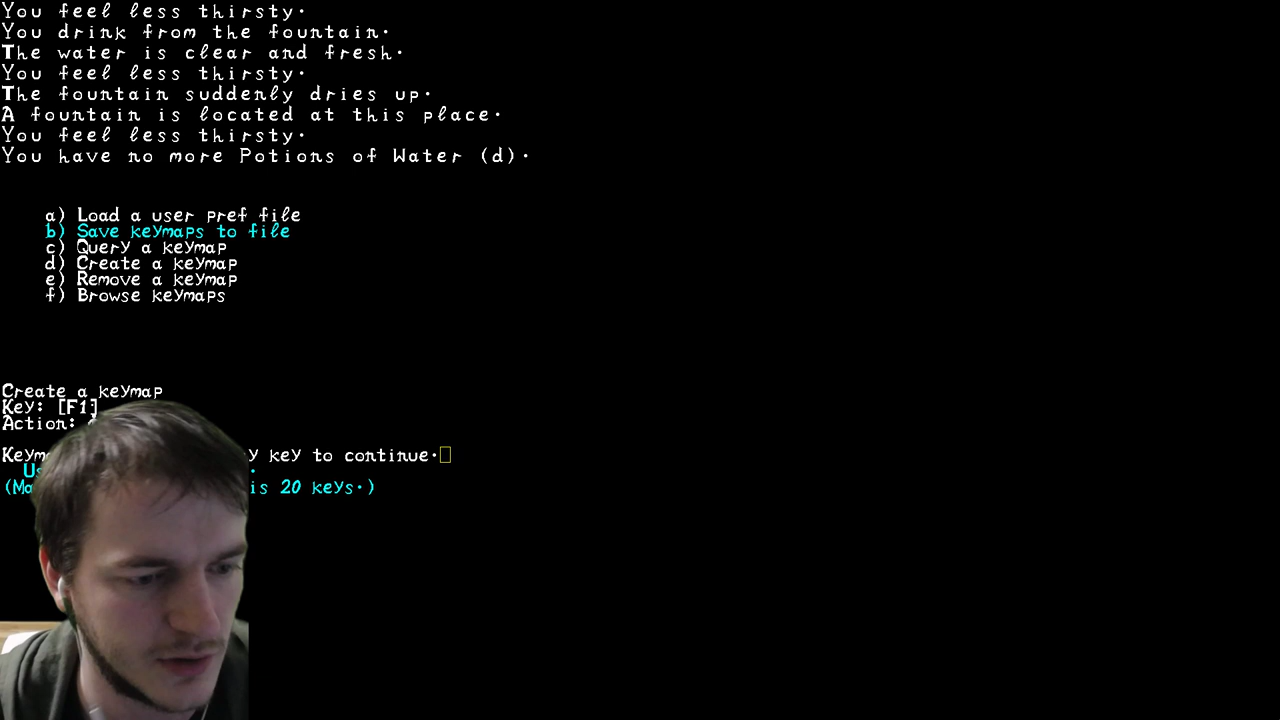 You feel less thirsty.
You drink from the fountain.
The water is clear and fresh.
You feel less thirsty.
The fountain suddenly dries up.
A fountain is located at this place.
You feel less thirsty.
You have no more Potions of Water (d).
a) Load a user pref file
b) Save keymaps to file
c) Query a keymap
d) Create a keymap
e) Remove a keymap
f) Browse keymaps
Create a keymap
Key: [F1]
Action:
key to continue.
is 20 keys.)